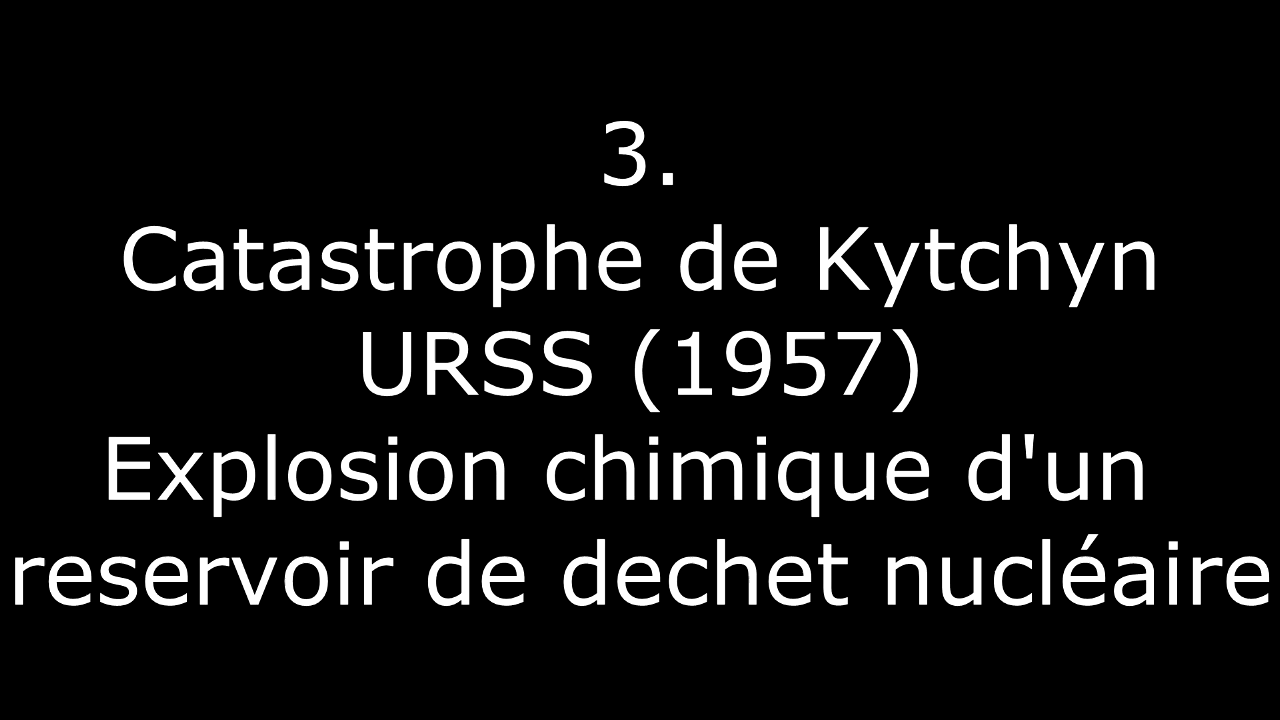 3.
Catastrophe de Kytchyn
URSS (1957)
Explosion chimique d'un
reservoir de dechet nucléaire